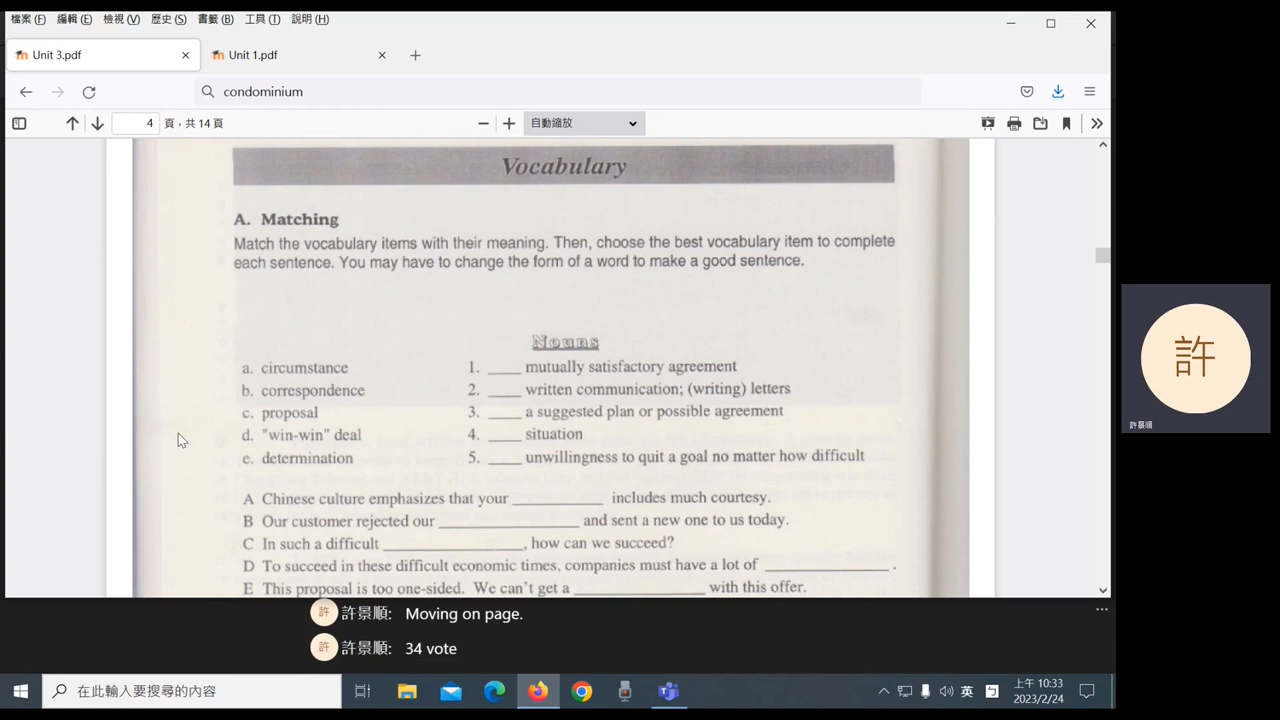 檔案(F) 編輯(E) 檢視(V) 歷史(S) 書籤(B) 工具(T) 說明(H)
Unit 3.pdf
Unit 1.pdf
condominium
4 頁，共 14 頁
自動縮放
Vocabulary
A. Matching
Match the vocabulary items with their meaning. Then, choose the best vocabulary item to complete
each sentence. You may have to change the form of a word to make a good sentence.
Nouns
a. circumstance 1. ____ mutually satisfactory agreement
b. correspondence 2. ____ written communication; (writing) letters
c. proposal 3. ____ a suggested plan or possible agreement
d. "win-win" deal 4. ____ situation
e. determination 5. ____ unwillingness to quit a goal no matter how difficult
A Chinese culture emphasizes that your __________ includes much courtesy.
B Our customer rejected our _______________ and sent a new one to us today.
C In such a difficult _______________, how can we succeed?
D To succeed in these difficult economic times, companies must have a lot of _____________.
E This proposal is too one-sided. We can't get a ______________ with this offer.
許
許景順
許 許景順: Moving on page.
許 許景順: 34 vote
在此輸入要搜尋的內容
英
上午 10:33
2023/2/24